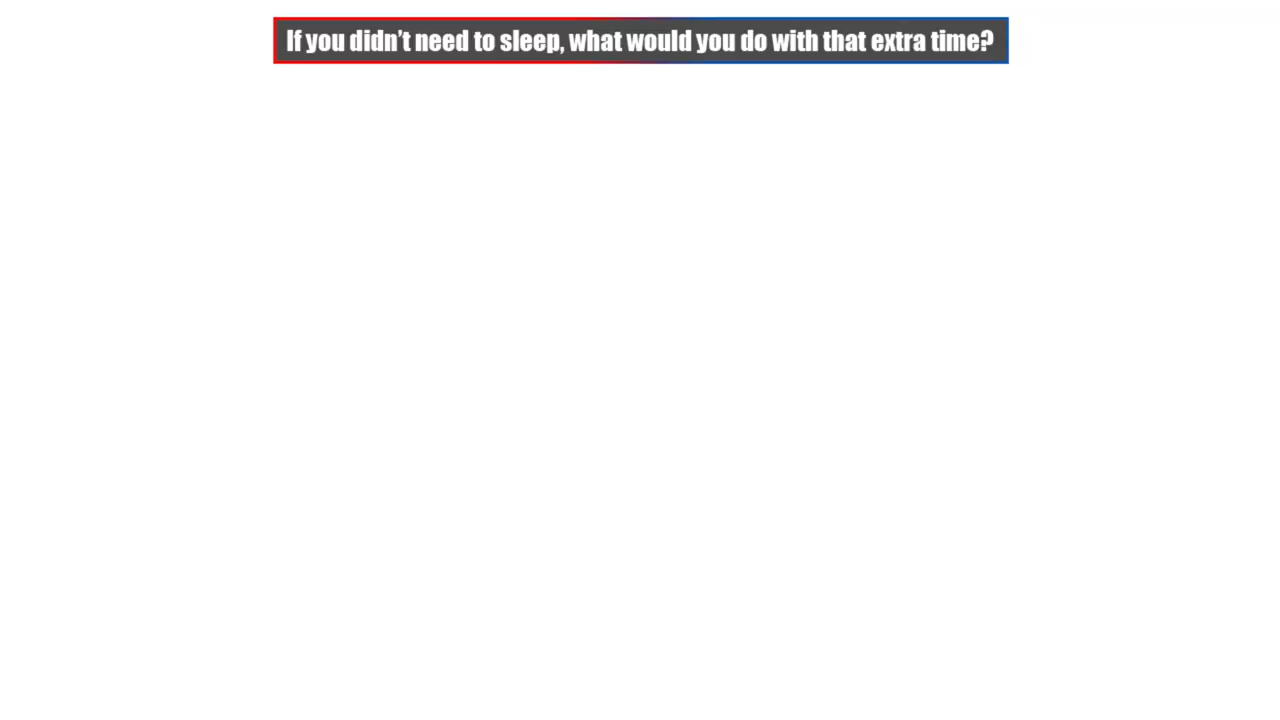 If you didn’t need to sleep, what would you do with that extra time?